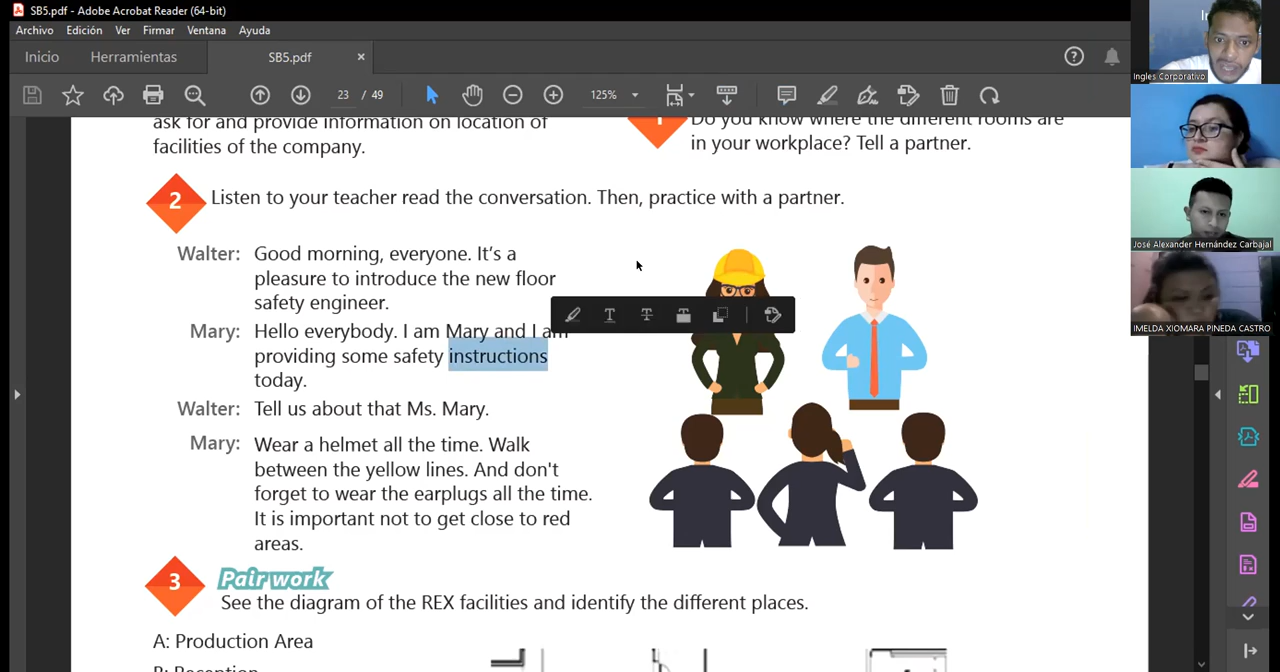 SB5.pdf - Adobe Acrobat Reader (64-bit)
Archivo Edición Ver Firmar Ventana Ayuda
Inicio Herramientas SB5.pdf ×
23 / 49 125%
ask for and provide information on location of
facilities of the company.
1
Do you know where the different rooms are
in your workplace? Tell a partner.
2
Listen to your teacher read the conversation. Then, practice with a partner.
Walter: Good morning, everyone. It's a
pleasure to introduce the new floor
safety engineer.
Mary: Hello everybody. I am Mary and I am
providing some safety instructions
today.
Walter: Tell us about that Ms. Mary.
Mary: Wear a helmet all the time. Walk
between the yellow lines. And don't
forget to wear the earplugs all the time.
It is important not to get close to red
areas.
3
Pair work
See the diagram of the REX facilities and identify the different places.
A: Production Area
B: Reception
Ingles Corporativo
José Alexander Hernández Carbajal
IMELDA XIOMARA PINEDA CASTRO